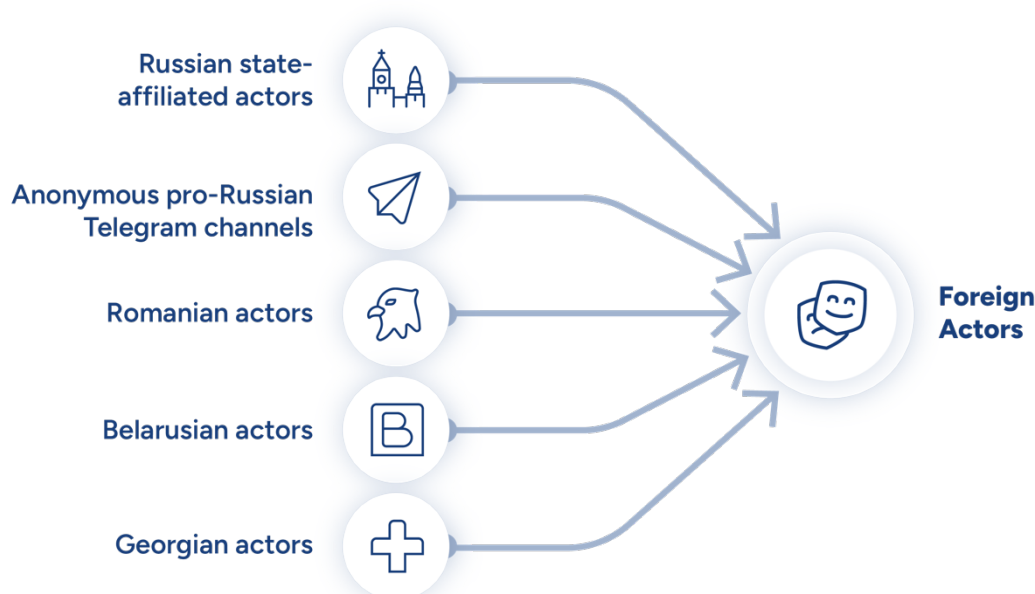 Russian state-
affiliated actors
Anonymous pro-Russian
Telegram channels
Romanian actors
Belarusian actors
Georgian actors
Foreign
Actors
B